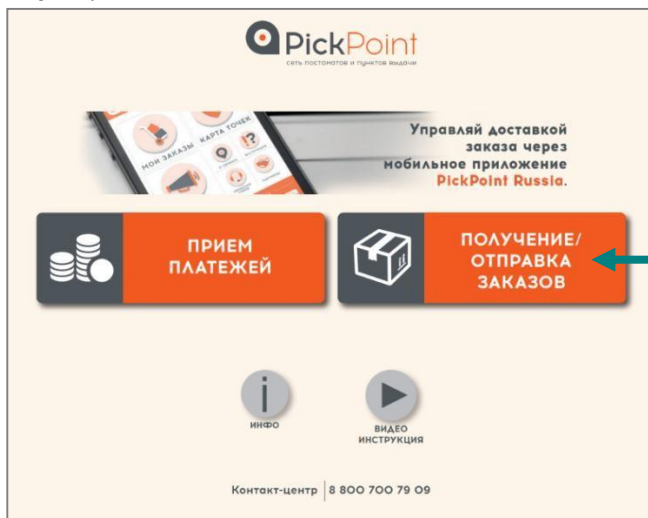 PickPoint
сеть постаматов и пунктов выдачи
МОИ ЗАКАЗЫ
КАРТА ТОЧЕК
Управляй доставкой
заказа через
мобильное приложение
PickPoint Russia.
ПРИЕМ
ПЛАТЕЖЕЙ
ПОЛУЧЕНИЕ/
ОТПРАВКА
ЗАКАЗОВ
i
ИНФО
ВИДЕО
ИНСТРУКЦИЯ
Контакт-центр 8 800 700 79 09